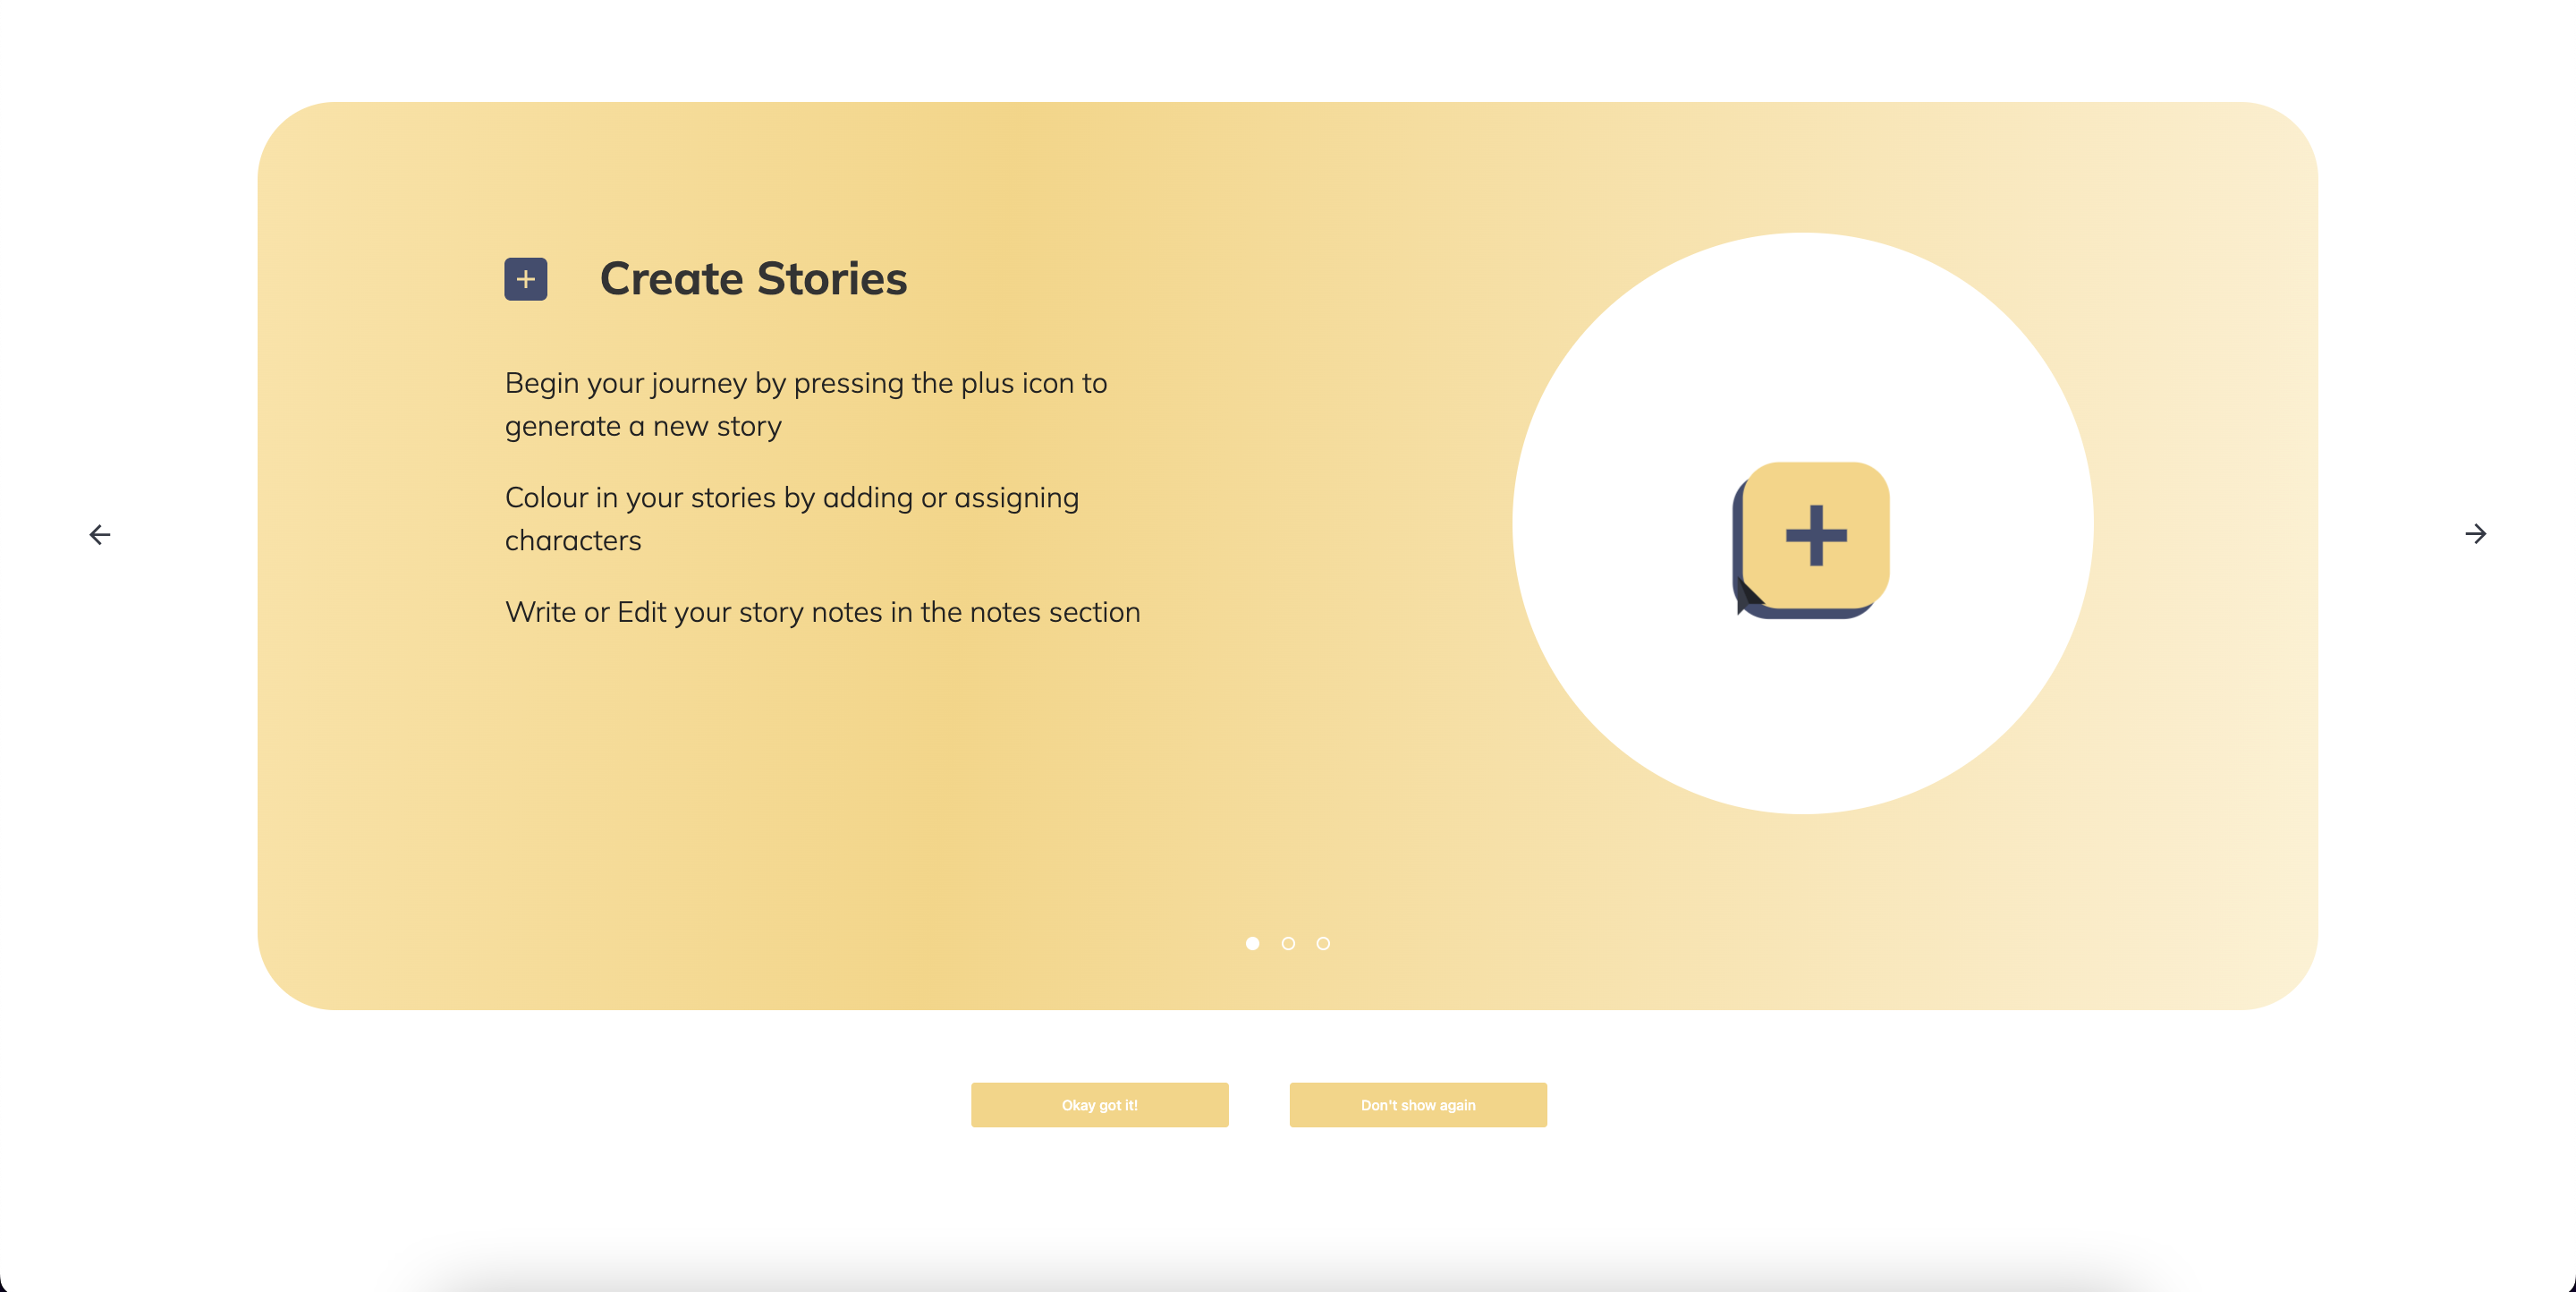 Create Stories
Begin your journey by pressing the plus icon to
generate a new story
Colour in your stories by adding or assigning
characters
Write or Edit your story notes in the notes section
Okay got it!
Don't show again